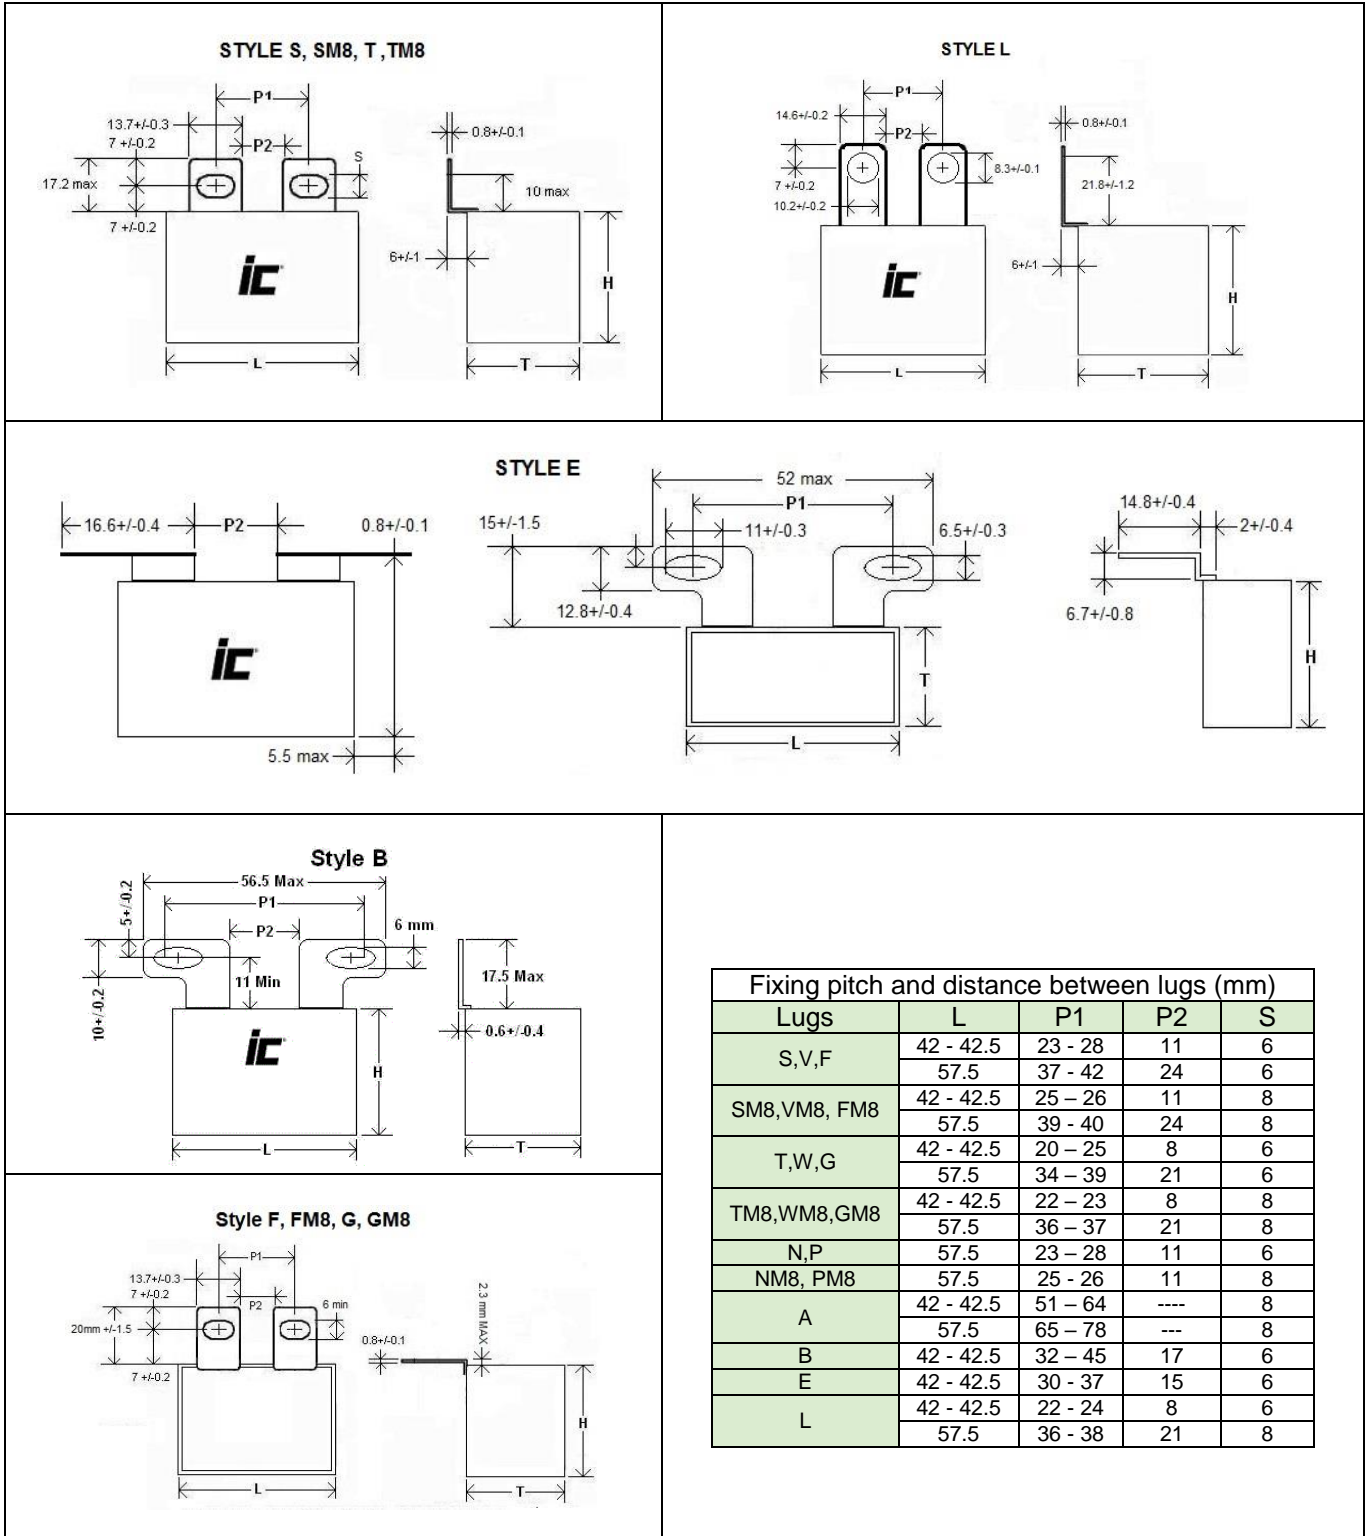 STYLE S, SM8, T ,TM8
P1
13.7+/-0.3
7 +/-0.2
P2
S
17.2 max
7 +/-0.2
0.8+/-0.1
10 max
6+/-1
ic
H
L
T
STYLE L
P1
14.6+/-0.2
P2
0.8+/-0.1
8.3+/-0.1
7 +/-0.2
10.2+/-0.2
21.8+/-1.2
6+/-1
ic
H
L
T
STYLE E
16.6+/-0.4
P2
0.8+/-0.1
ic
5.5 max
52 max
P1
15+/-1.5
11+/-0.3
6.5+/-0.3
12.8+/-0.4
T
L
14.8+/-0.4
2+/-0.4
6.7+/-0.8
H
Style B
56.5 Max
5+/-0.2
P1
P2
6 mm
11 Min
10+/-0.2
17.5 Max
0.6+/-0.4
ic
H
L
T
Style F, FM8, G, GM8
P1
13.7+/-0.3
7 +/-0.2
P2
6 min
20mm +/-1.5
7 +/-0.2
2.3 mm MAX
0.8+/-0.1
H
L
T
Fixing pitch and distance between lugs (mm)
Lugs L P1 P2 S
S,V,F 42 - 42.5 23 - 28 11 6
57.5 37 - 42 24 6
SM8,VM8, FM8 42 - 42.5 25 – 26 11 8
57.5 39 - 40 24 8
T,W,G 42 - 42.5 20 – 25 8 6
57.5 34 – 39 21 6
TM8,WM8,GM8 42 - 42.5 22 – 23 8 8
57.5 36 – 37 21 8
N,P 57.5 23 – 28 11 6
NM8, PM8 57.5 25 - 26 11 8
A 42 - 42.5 51 – 64 ---- 8
57.5 65 – 78 --- 8
B 42 - 42.5 32 – 45 17 6
E 42 - 42.5 30 - 37 15 6
L 42 - 42.5 22 - 24 8 6
57.5 36 - 38 21 8